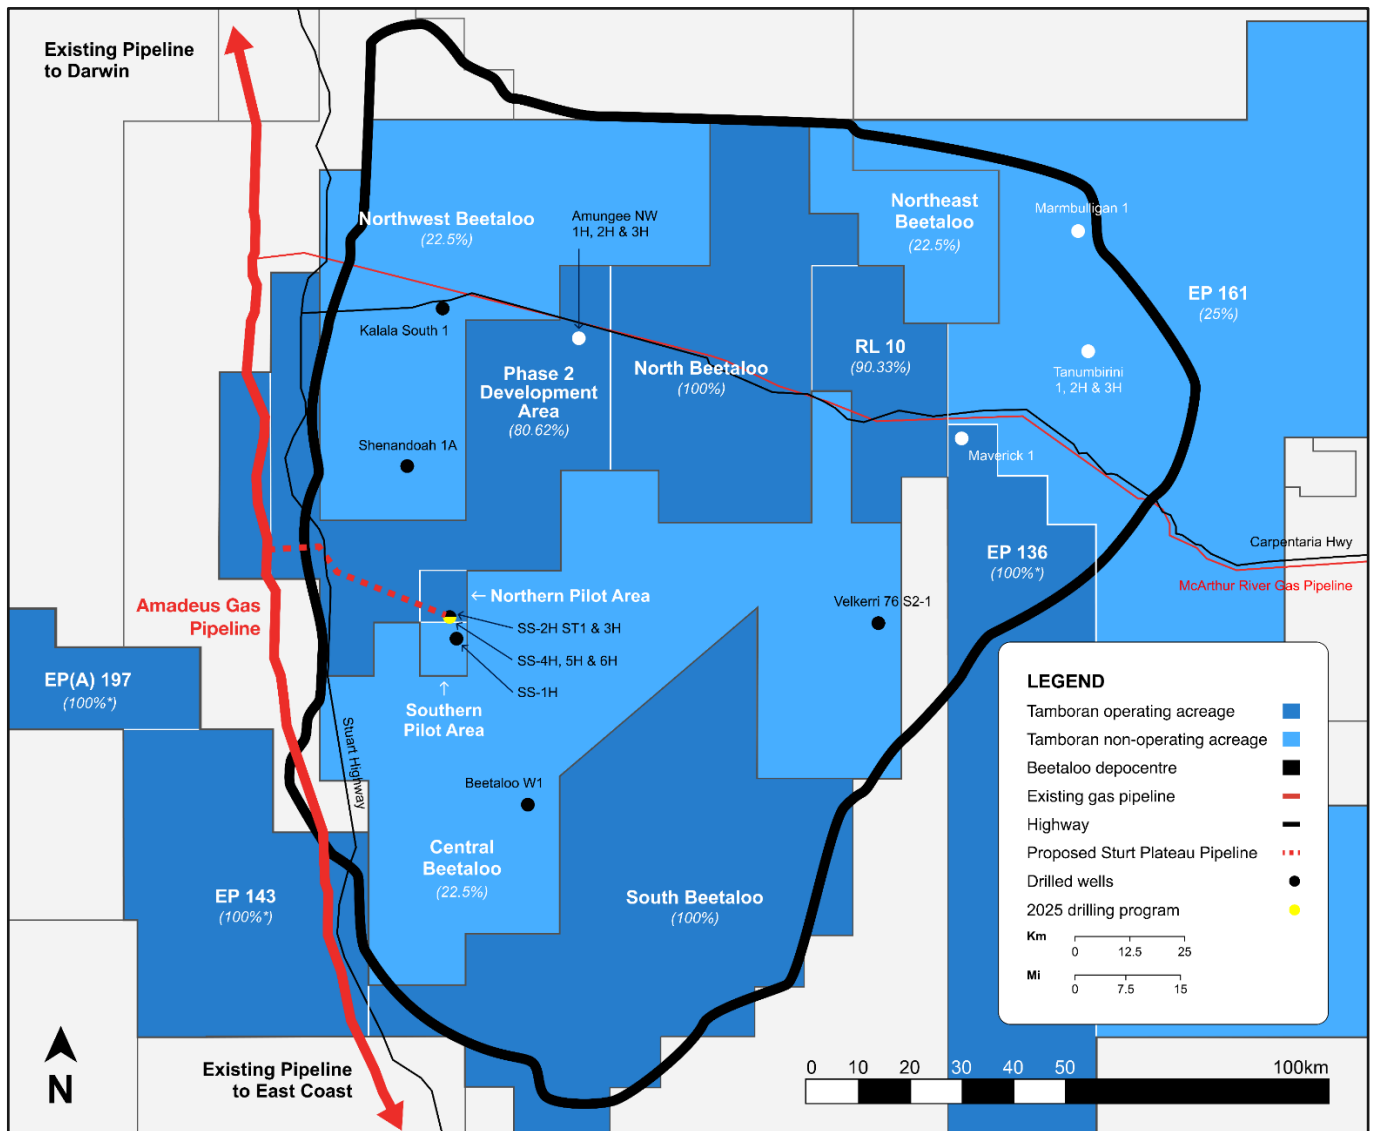 Existing Pipeline
to Darwin
Northwest Beetaloo
(22.5%)
Amungee NW
1H, 2H & 3H
Northeast
Beetaloo
(22.5%)
Marmbulligan 1
EP 161
(25%)
Kalala South 1
Phase 2
Development
Area
(80.62%)
North Beetaloo
(100%)
RL 10
(90.33%)
Tanumbirini
1, 2H & 3H
Shenandoah 1A
Maverick 1
Carpentaria Hwy
McArthur River Gas Pipeline
EP 136
(100%*)
Amadeus Gas
Pipeline
Northern Pilot Area
SS-2H ST1 & 3H
SS-4H, 5H & 6H
SS-1H
Velkerri 76 S2-1
EP(A) 197
(100%*)
Southern
Pilot Area
Stuart Highway
Beetaloo W1
Central
Beetaloo
(22.5%)
EP 143
(100%*)
South Beetaloo
(100%)
LEGEND
Tamboran operating acreage
Tamboran non-operating acreage
Beetaloo depocentre
Existing gas pipeline
Highway
Proposed Sturt Plateau Pipeline
Drilled wells
2025 drilling program
Km
0 12.5 25
Mi
0 7.5 15
N
Existing Pipeline
to East Coast
0 10 20 30 40 50 100km